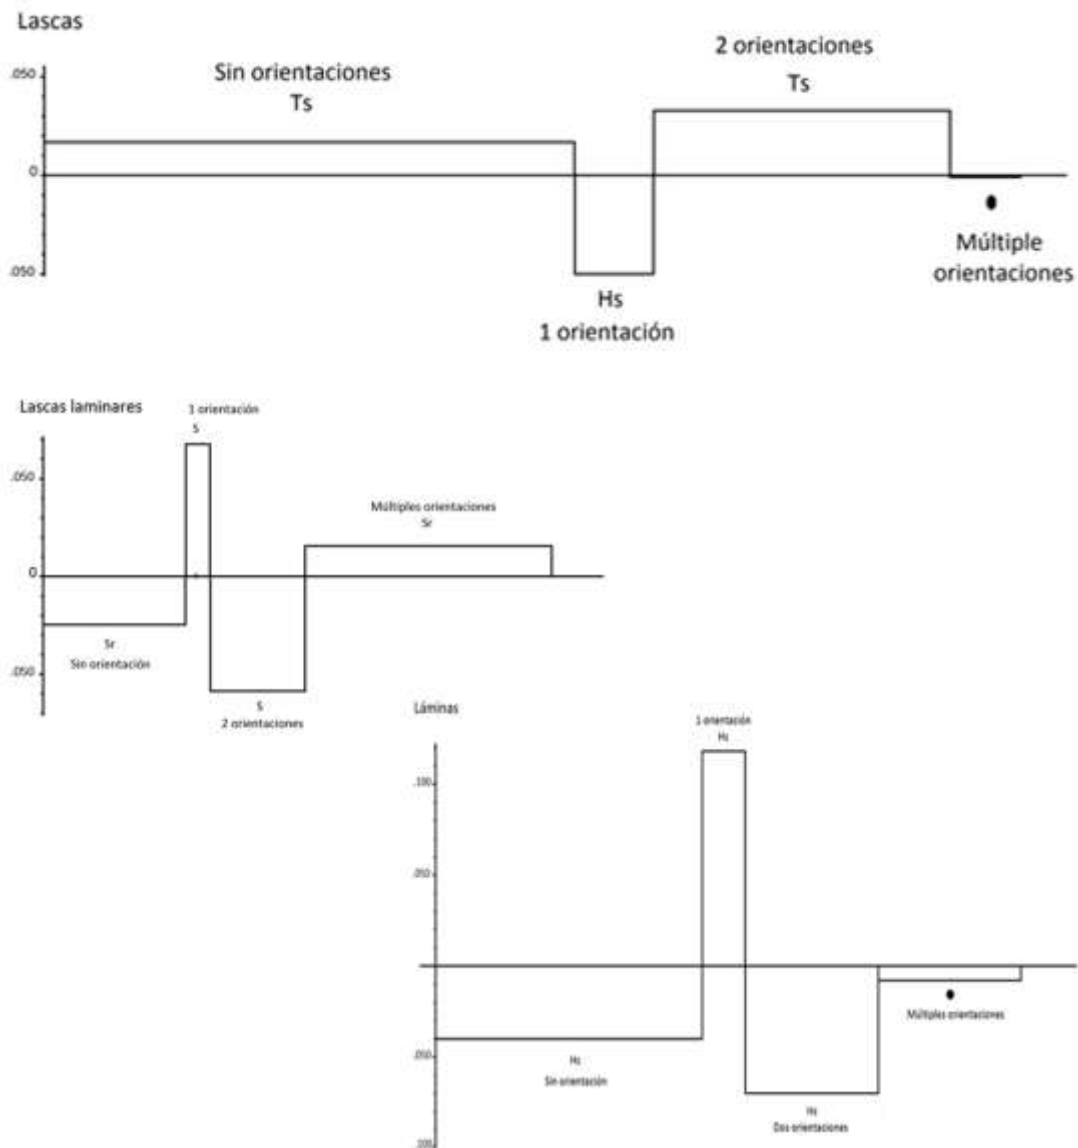 Lascas
2 orientaciones
Ts
Sin orientaciones
Ts
.050
0
.050
Hs
1 orientación
Múltiple
orientaciones
Lascas laminares
1 orientación
S
.050
0
.050
Múltiples orientaciones
Sr
Sr
Sin orientación
S
2 orientaciones
Láminas
1 orientación
Hs
.100
.050
.050
.100
Hs
Sin orientación
Hs
Dos orientaciones
Múltiples orientaciones